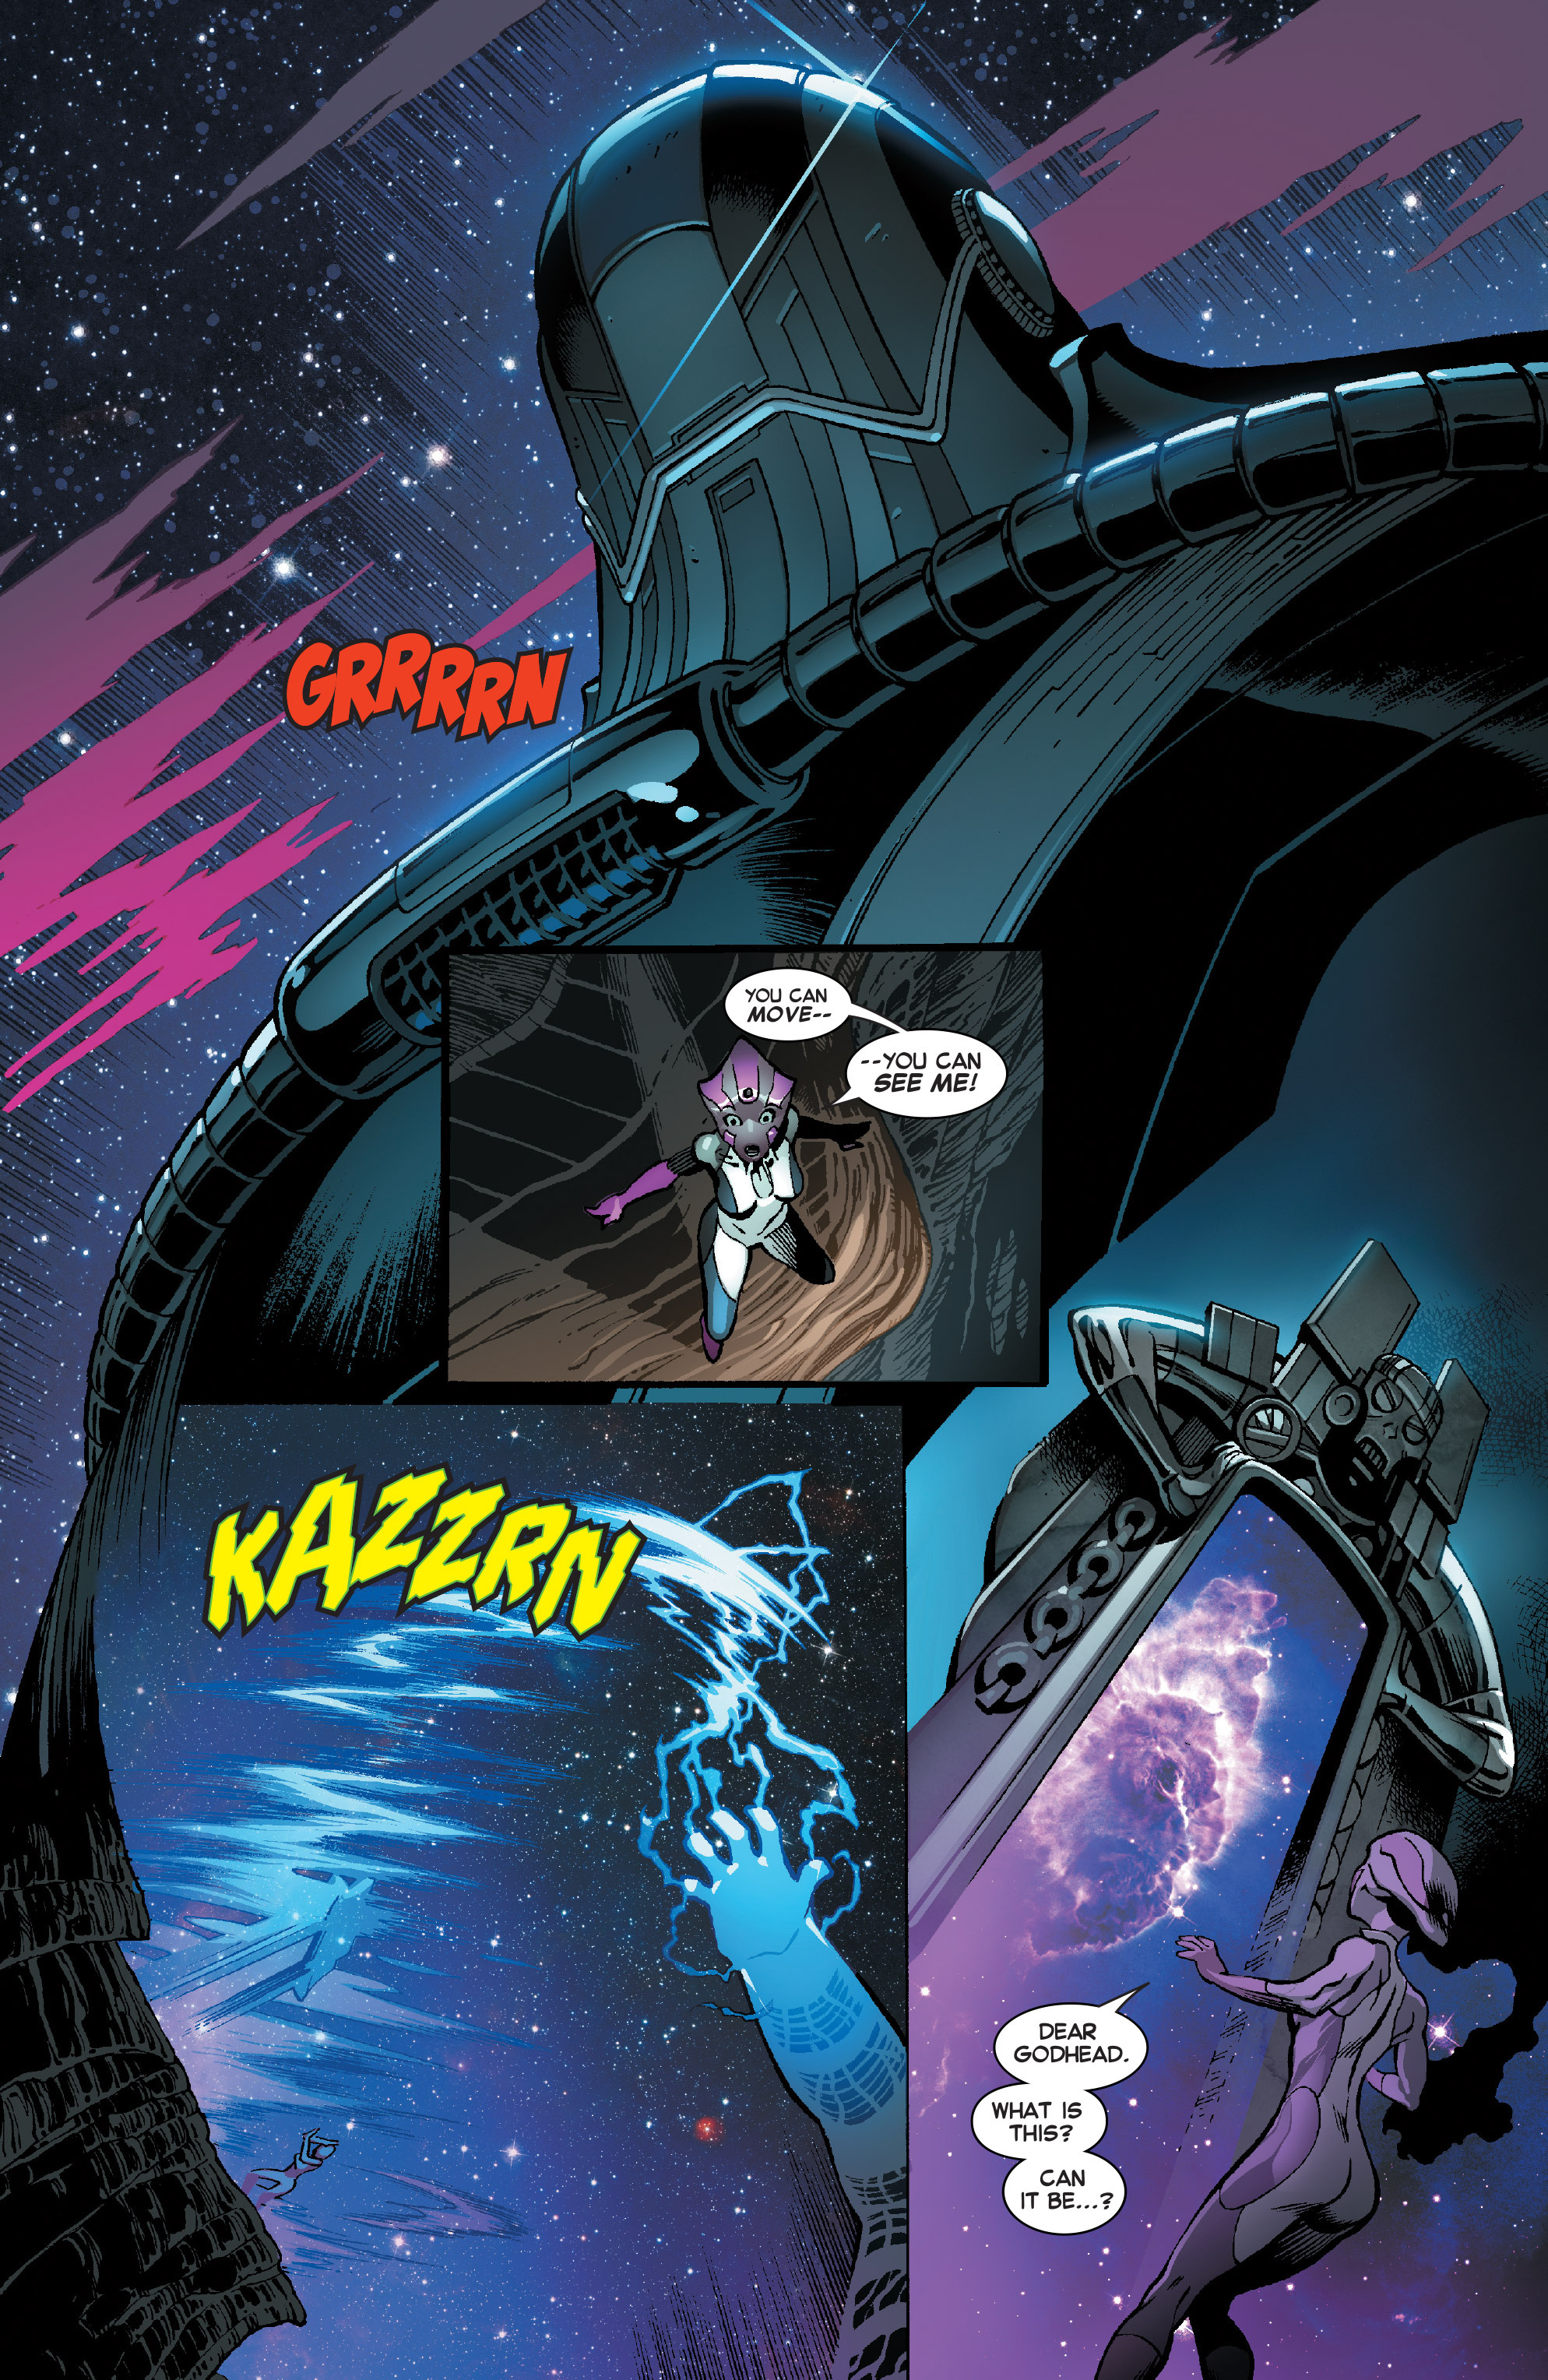 GRRRRN
YOU CAN
MOVE--
--YOU CAN
SEE ME!
KAZZRN
DEAR
GODHEAD.
WHAT IS
THIS?
CAN
IT BE...?